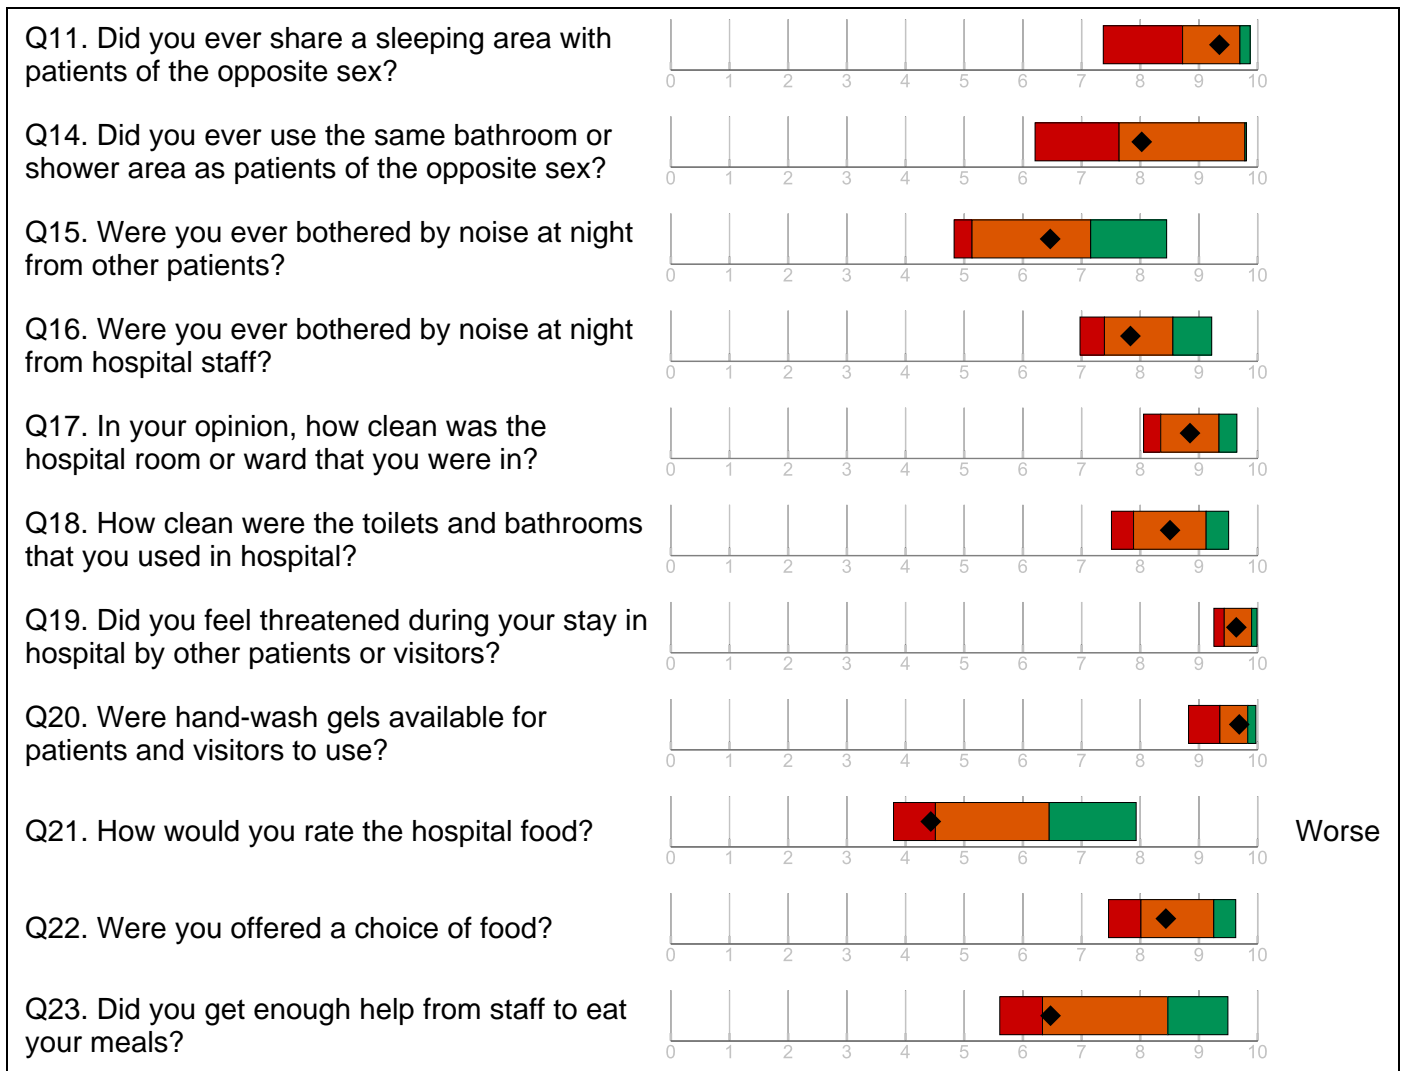 Q11. Did you ever share a sleeping area with
patients of the opposite sex?
0 1 2 3 4 5 6 7 8 9 10
Q14. Did you ever use the same bathroom or
shower area as patients of the opposite sex?
0 1 2 3 4 5 6 7 8 9 10
Q15. Were you ever bothered by noise at night
from other patients?
0 1 2 3 4 5 6 7 8 9 10
Q16. Were you ever bothered by noise at night
from hospital staff?
0 1 2 3 4 5 6 7 8 9 10
Q17. In your opinion, how clean was the
hospital room or ward that you were in?
0 1 2 3 4 5 6 7 8 9 10
Q18. How clean were the toilets and bathrooms
that you used in hospital?
0 1 2 3 4 5 6 7 8 9 10
Q19. Did you feel threatened during your stay in
hospital by other patients or visitors?
0 1 2 3 4 5 6 7 8 9 10
Q20. Were hand-wash gels available for
patients and visitors to use?
0 1 2 3 4 5 6 7 8 9 10
Q21. How would you rate the hospital food?
Worse
0 1 2 3 4 5 6 7 8 9 10
Q22. Were you offered a choice of food?
0 1 2 3 4 5 6 7 8 9 10
Q23. Did you get enough help from staff to eat
your meals?
0 1 2 3 4 5 6 7 8 9 10